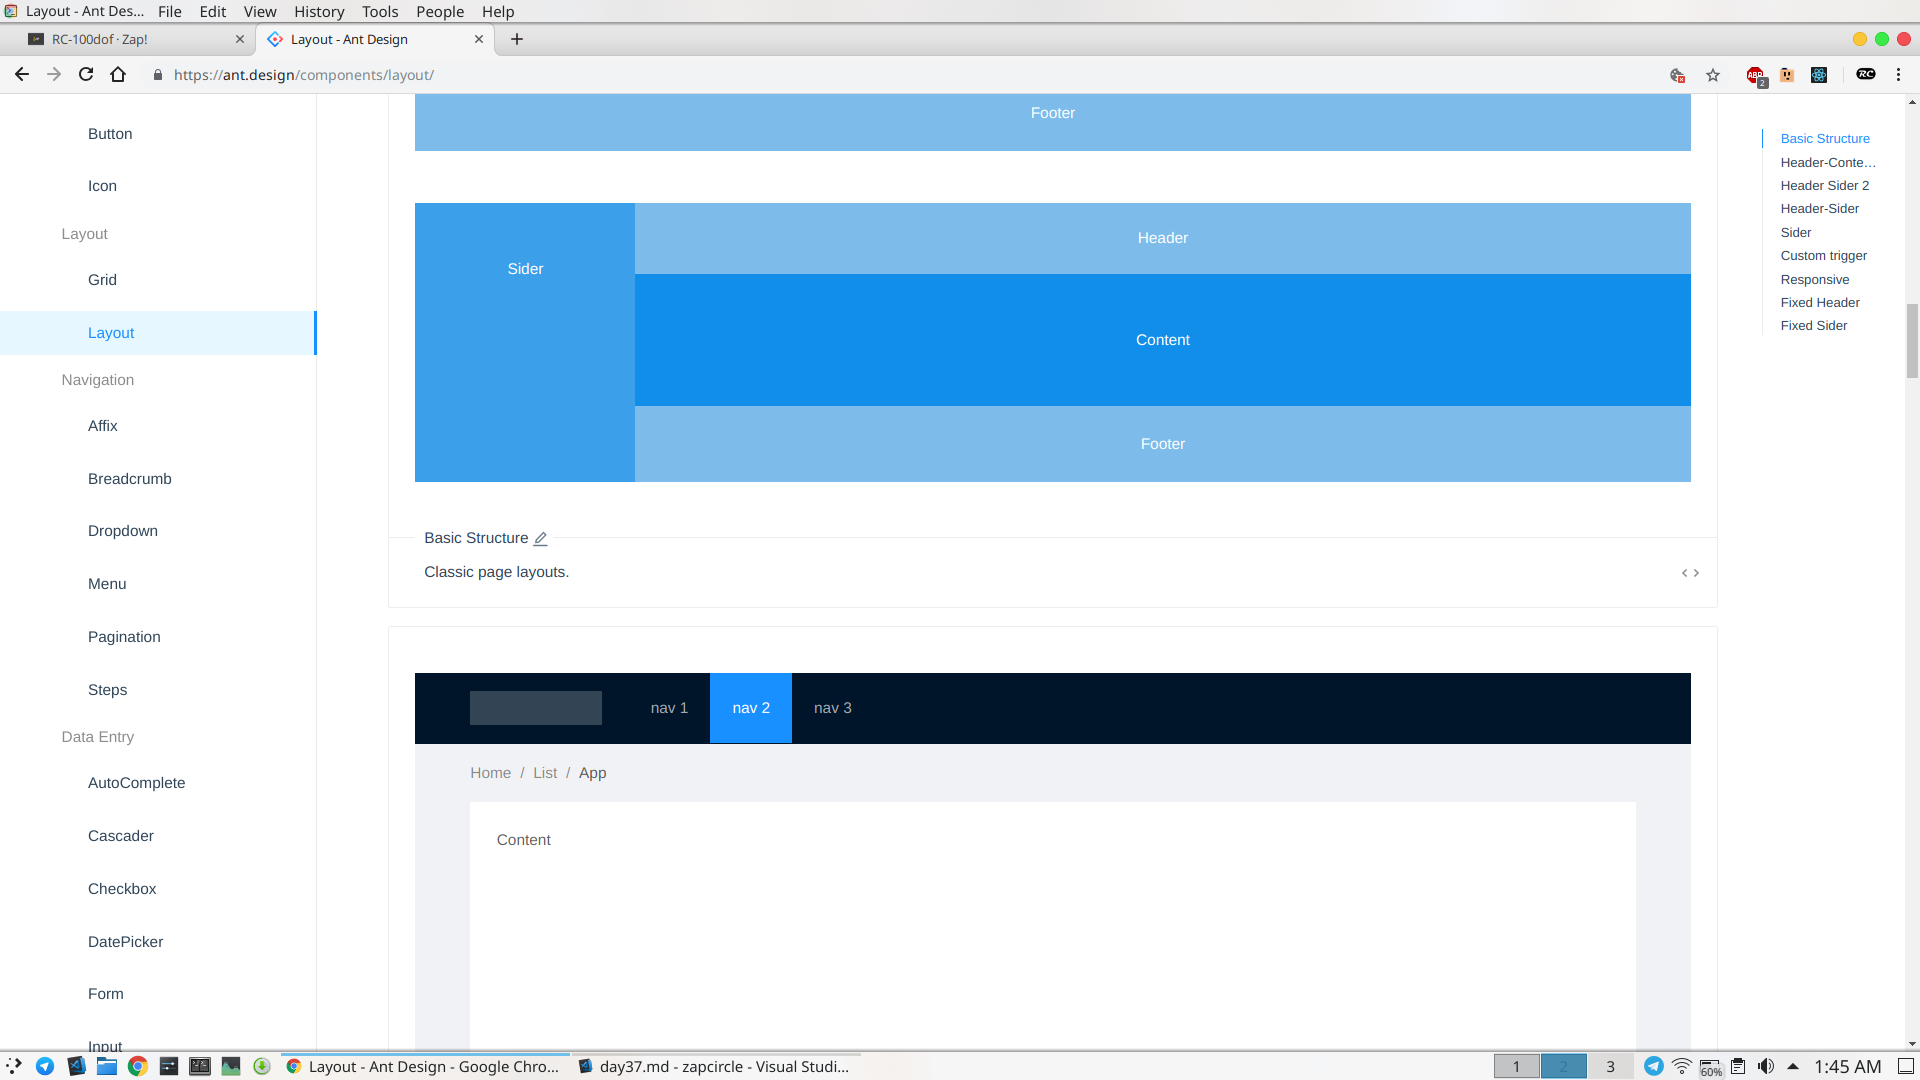 Layout - Ant Des... File Edit View History Tools People Help
RC-100dof · Zap! Layout - Ant Design
https://ant.design/components/layout/
ABP 2 RC
Button
Icon
Layout
Grid
Layout
Navigation
Affix
Breadcrumb
Dropdown
Menu
Pagination
Steps
Data Entry
AutoComplete
Cascader
Checkbox
DatePicker
Form
Input
Footer
Header
Sider
Content
Footer
Basic Structure
Classic page layouts.
nav 1 nav 2 nav 3
Home / List / App
Content
Basic Structure
Header-Conte...
Header Sider 2
Header-Sider
Sider
Custom trigger
Responsive
Fixed Header
Fixed Sider
Layout - Ant Design - Google Chro... day37.md - zapcircle - Visual Studi... 1 2 3 60% 1:45 AM